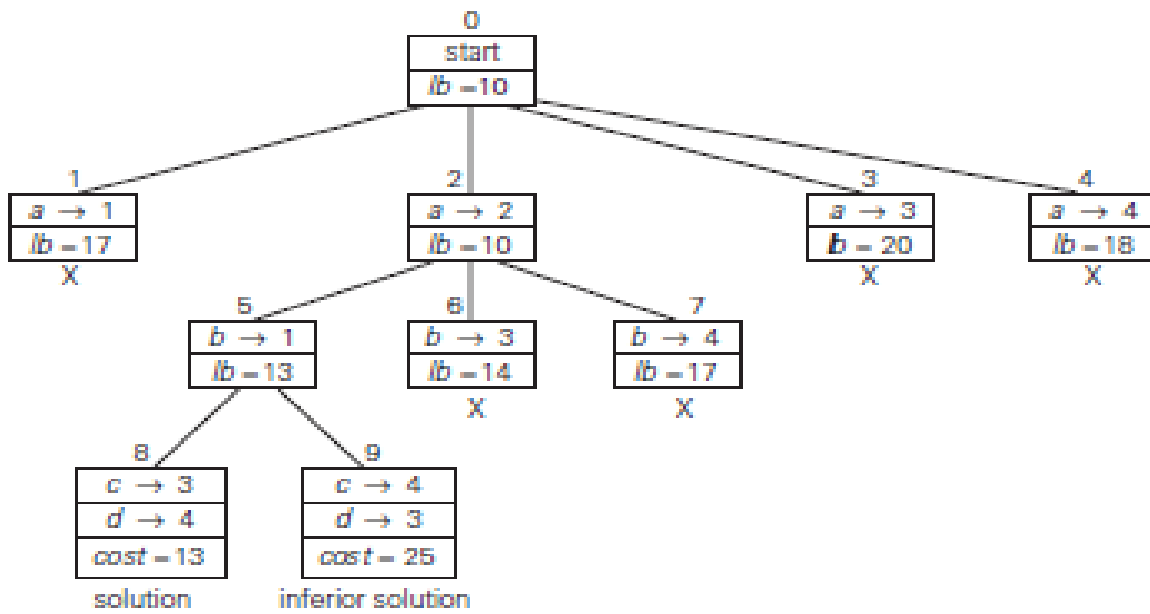 0
start
lb = 10
1
2
3
4
a → 1
a → 2
a → 3
a → 4
lb = 17
lb = 10
lb = 20
lb = 18
X
X
X
5
6
7
b → 1
b → 3
b → 4
lb = 13
lb = 14
lb = 17
X
X
8
9
c → 3
c → 4
d → 4
d → 3
cost = 13
cost = 25
solution
inferior solution